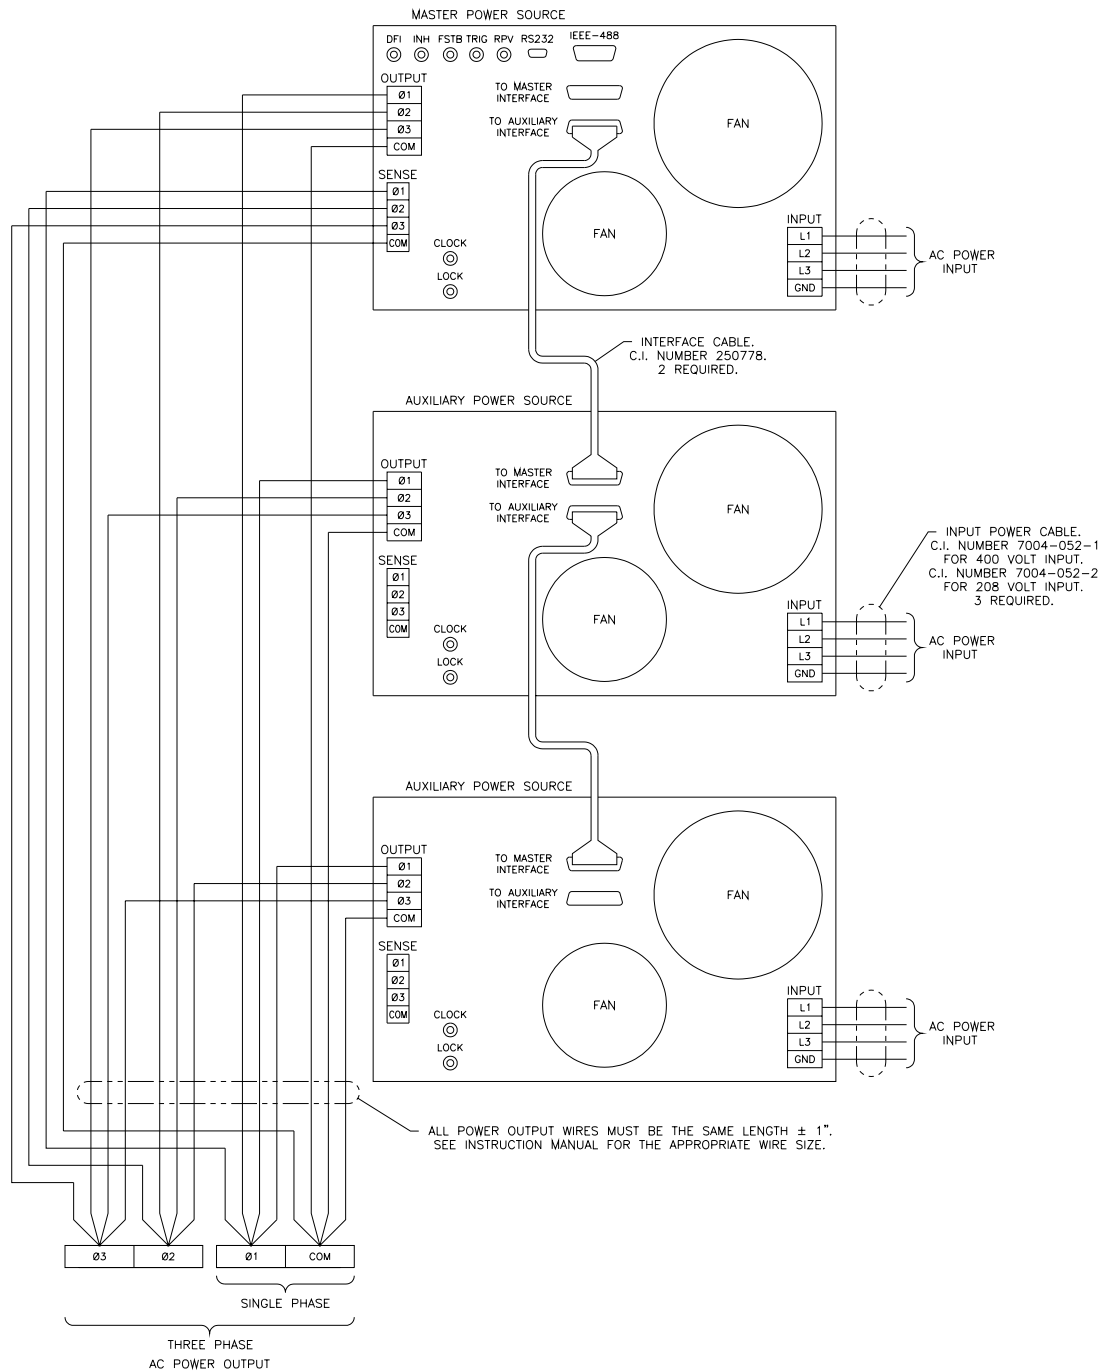 MASTER POWER SOURCE
DFI INH FSTB TRIG RPV RS232 IEEE-488
OUTPUT
Ø1
Ø2
Ø3
COM
TO MASTER
INTERFACE
TO AUXILIARY
INTERFACE
FAN
SENSE
Ø1
Ø2
Ø3
COM
CLOCK
LOCK
FAN
INPUT
L1
L2
L3
GND
AC POWER
INPUT
INTERFACE CABLE.
C.I. NUMBER 250778.
2 REQUIRED.
AUXILIARY POWER SOURCE
OUTPUT
Ø1
Ø2
Ø3
COM
TO MASTER
INTERFACE
TO AUXILIARY
INTERFACE
FAN
SENSE
Ø1
Ø2
Ø3
COM
CLOCK
LOCK
FAN
INPUT
L1
L2
L3
GND
AC POWER
INPUT
INPUT POWER CABLE.
C.I. NUMBER 7004-052-1
FOR 400 VOLT INPUT.
C.I. NUMBER 7004-052-2
FOR 208 VOLT INPUT.
3 REQUIRED.
AUXILIARY POWER SOURCE
OUTPUT
Ø1
Ø2
Ø3
COM
TO MASTER
INTERFACE
TO AUXILIARY
INTERFACE
FAN
SENSE
Ø1
Ø2
Ø3
COM
CLOCK
LOCK
FAN
INPUT
L1
L2
L3
GND
AC POWER
INPUT
ALL POWER OUTPUT WIRES MUST BE THE SAME LENGTH ± 1".
SEE INSTRUCTION MANUAL FOR THE APPROPRIATE WIRE SIZE.
Ø3 Ø2 Ø1 COM
SINGLE PHASE
THREE PHASE
AC POWER OUTPUT